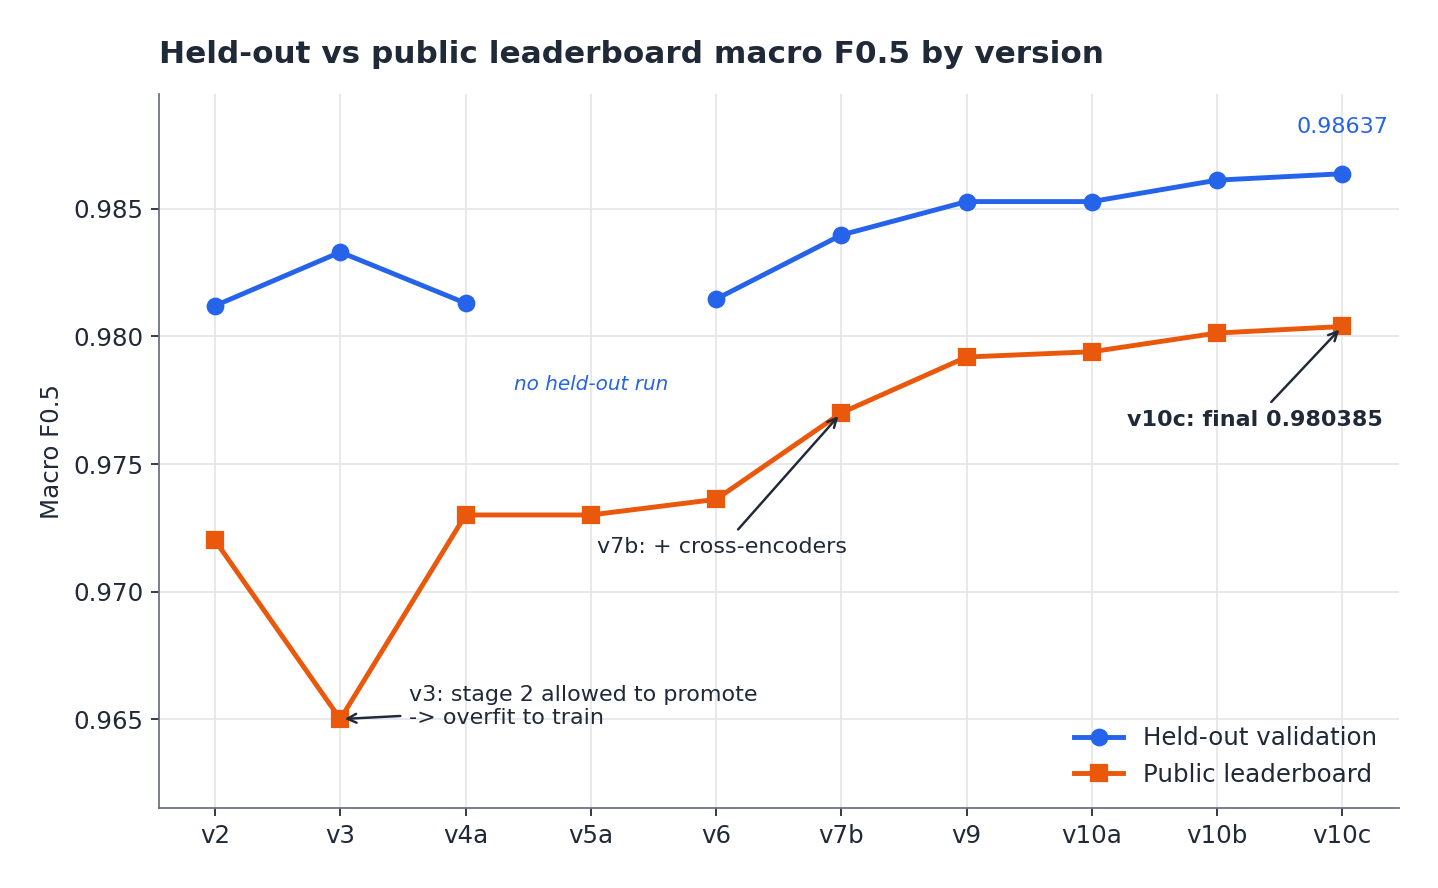 Held-out vs public leaderboard macro F0.5 by version
0.98637
0.985
0.980
0.975
0.970
0.965
Macro F0.5
no held-out run
v10c: final 0.980385
v7b: + cross-encoders
v3: stage 2 allowed to promote
-> overfit to train
Held-out validation
Public leaderboard
v2 v3 v4a v5a v6 v7b v9 v10a v10b v10c